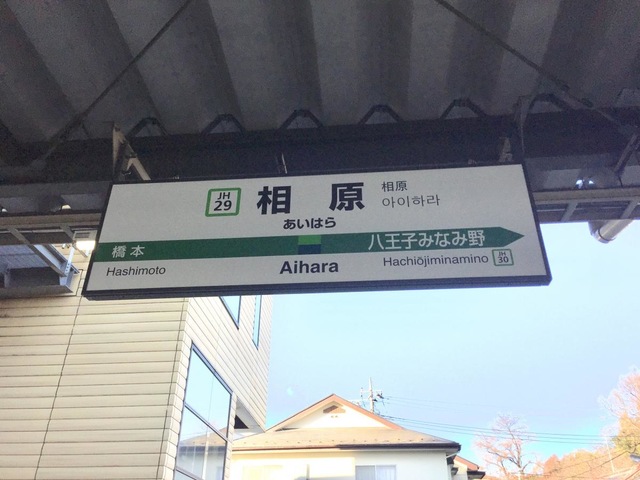 JH
29
相原
相原
아이하라
あいはら
橋本
八王子みなみ野
Hashimoto
Aihara
Hachiōjiminamino
JH
30